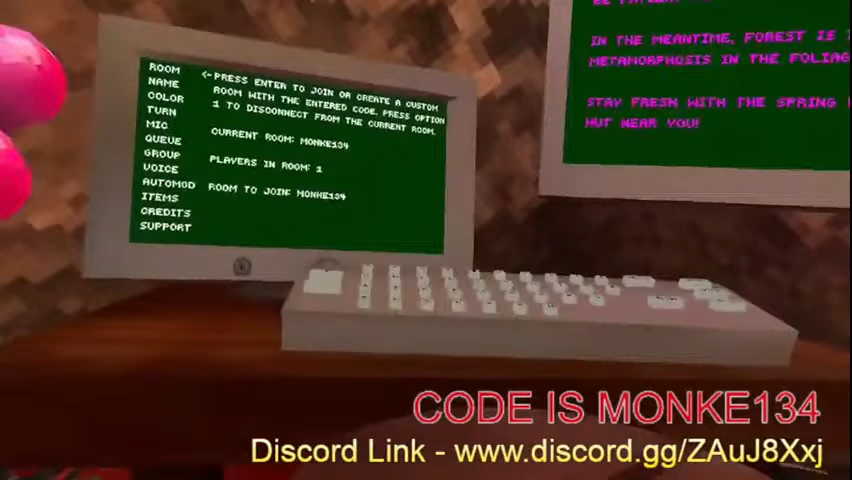 ROOM
NAME
COLOR
TURN
MIC
QUEUE
GROUP
VOICE
AUTOMOD
ITEMS
CREDITS
SUPPORT
<-PRESS ENTER TO JOIN OR CREATE A CUSTOM
ROOM WITH THE ENTERED CODE. PRESS OPTION
1 TO DISCONNECT FROM THE CURRENT ROOM.
CURRENT ROOM: MONKE134
PLAYERS IN ROOM: 1
ROOM TO JOIN: MONKE134
IN THE MEANTIME, FOREST IS
METAMORPHOSIS IN THE FOLIAG
STAY FRESH WITH THE SPRING
HUT NEAR YOU!
CODE IS MONKE134
Discord Link - www.discord.gg/ZAuJ8Xxj